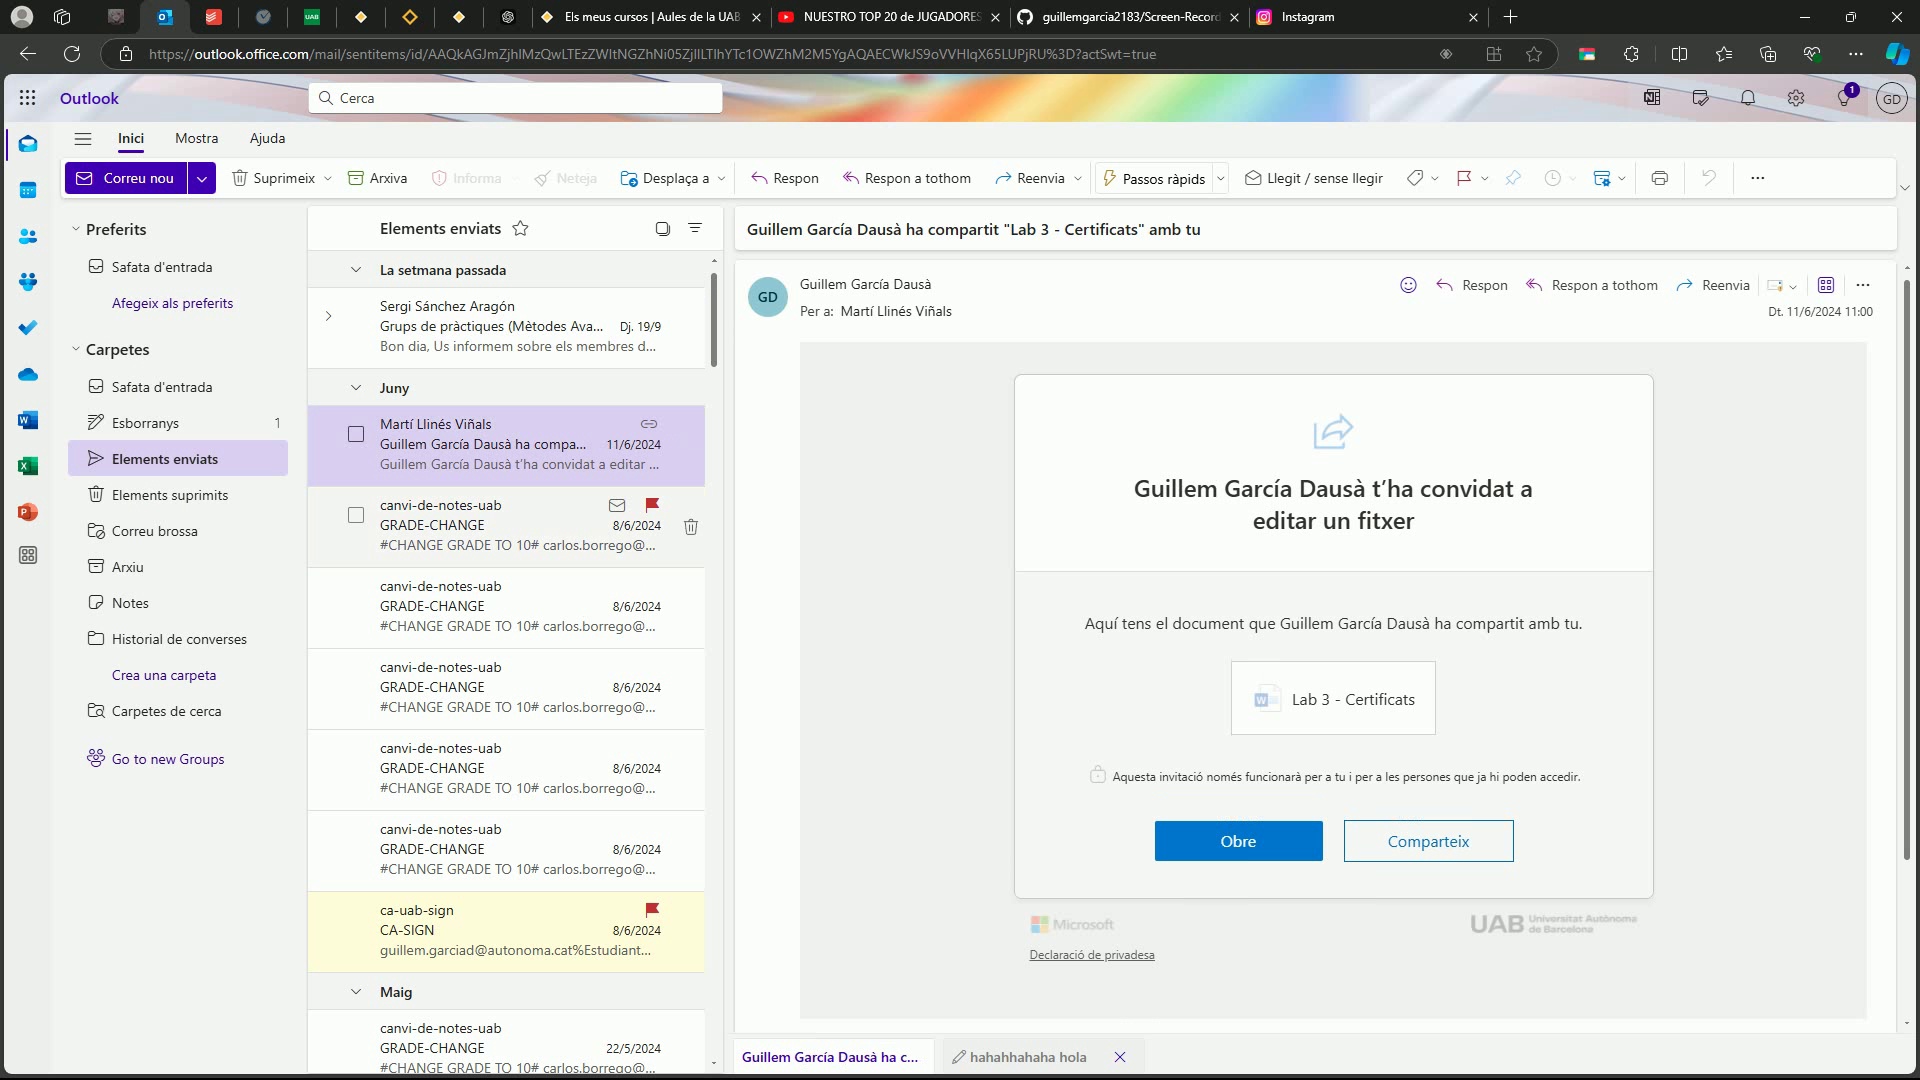 Els meus cursos | Aules de la UAB
NUESTRO TOP 20 de JUGADORES
guillemgarcia2183/Screen-Record
Instagram
Outlook
Cerca
1
GD
Inici
Mostra
Ajuda
Correu nou
Suprimeix
Arxiva
Informa
Neteja
Desplaça a
Respon
Respon a tothom
Reenvia
Passos ràpids
Llegit / sense llegir
Preferits
Safata d'entrada
Afegeix als preferits
Carpetes
Safata d'entrada
Esborranys 1
Elements enviats
Elements suprimits
Correu brossa
Arxiu
Notes
Historial de converses
Crea una carpeta
Carpetes de cerca
Go to new Groups
Elements enviats
La setmana passada
Sergi Sánchez Aragón
Grups de pràctiques (Mètodes Ava... Dj. 19/9
Bon dia, Us informem sobre els membres d...
Juny
Martí Llinés Viñals
Guillem García Dausà ha compa... 11/6/2024
Guillem García Dausà t'ha convidat a editar ...
canvi-de-notes-uab
GRADE-CHANGE 8/6/2024
#CHANGE GRADE TO 10# carlos.borrego@...
canvi-de-notes-uab
GRADE-CHANGE 8/6/2024
#CHANGE GRADE TO 10# carlos.borrego@...
canvi-de-notes-uab
GRADE-CHANGE 8/6/2024
#CHANGE GRADE TO 10# carlos.borrego@...
canvi-de-notes-uab
GRADE-CHANGE 8/6/2024
#CHANGE GRADE TO 10# carlos.borrego@...
canvi-de-notes-uab
GRADE-CHANGE 8/6/2024
#CHANGE GRADE TO 10# carlos.borrego@...
ca-uab-sign
CA-SIGN 8/6/2024
guillem.garciad@autonoma.cat%Estudiant...
Maig
canvi-de-notes-uab
GRADE-CHANGE 22/5/2024
#CHANGE GRADE TO 10# carlos.borrego@...
Guillem García Dausà ha compartit "Lab 3 - Certificats" amb tu
GD
Guillem García Dausà
Per a: Martí Llinés Viñals
Respon
Respon a tothom
Reenvia
Dt. 11/6/2024 11:00
Guillem García Dausà t'ha convidat a
editar un fitxer
Aquí tens el document que Guillem García Dausà ha compartit amb tu.
Lab 3 - Certificats
Aquesta invitació només funcionarà per a tu i per a les persones que ja hi poden accedir.
Obre
Comparteix
Microsoft
UAB Universitat Autònoma
de Barcelona
Declaració de privadesa
Guillem García Dausà ha c...
hahahhahaha hola